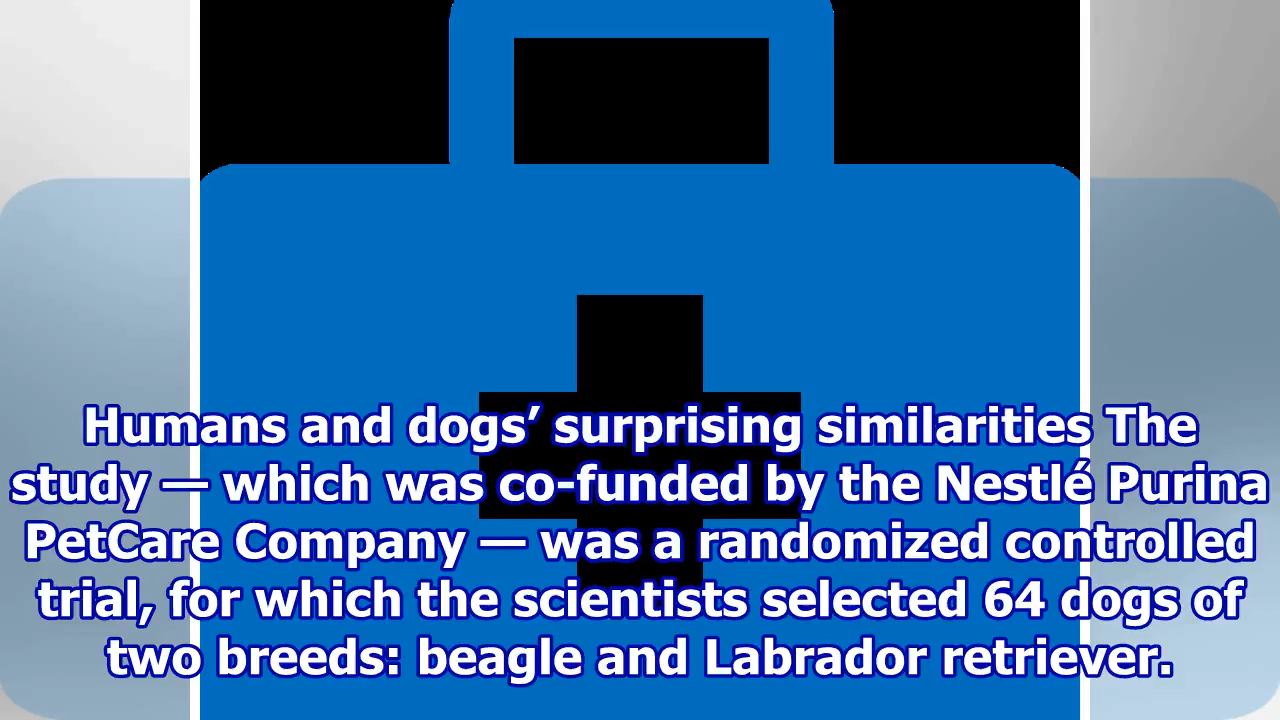 Humans and dogs’ surprising similarities The
study — which was co-funded by the Nestlé Purina
PetCare Company — was a randomized controlled
trial, for which the scientists selected 64 dogs of
two breeds: beagle and Labrador retriever.